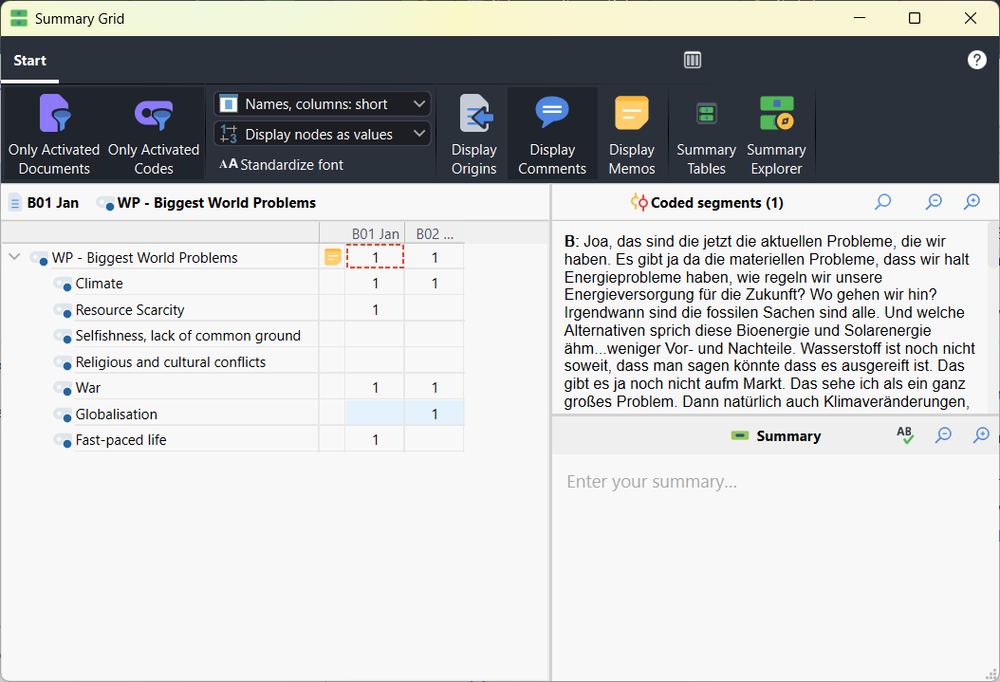 Summary Grid
Start
?
Only Activated Documents
Only Activated Codes
Names, columns: short
Display nodes as values
AA Standardize font
Display Origins
Display Comments
Display Memos
Summary Tables
Summary Explorer
B01 Jan WP - Biggest World Problems
B01 Jan B02 ...
WP - Biggest World Problems 1 1
Climate 1 1
Resource Scarcity 1
Selfishness, lack of common ground
Religious and cultural conflicts
War 1 1
Globalisation 1
Fast-paced life 1
Coded segments (1)
B: Joa, das sind die jetzt die aktuellen Probleme, die wir
haben. Es gibt ja da die materiellen Probleme, dass wir halt
Energieprobleme haben, wie regeln wir unsere
Energieversorgung für die Zukunft? Wo gehen wir hin?
Irgendwann sind die fossilen Sachen sind alle. Und welche
Alternativen sprich diese Bioenergie und Solarenergie
ähm...weniger Vor- und Nachteile. Wasserstoff ist noch nicht
soweit, dass man sagen könnte dass es ausgereift ist. Das
gibt es ja noch nicht aufm Markt. Das sehe ich als ein ganz
großes Problem. Dann natürlich auch Klimaveränderungen,
Summary
AB
Enter your summary...